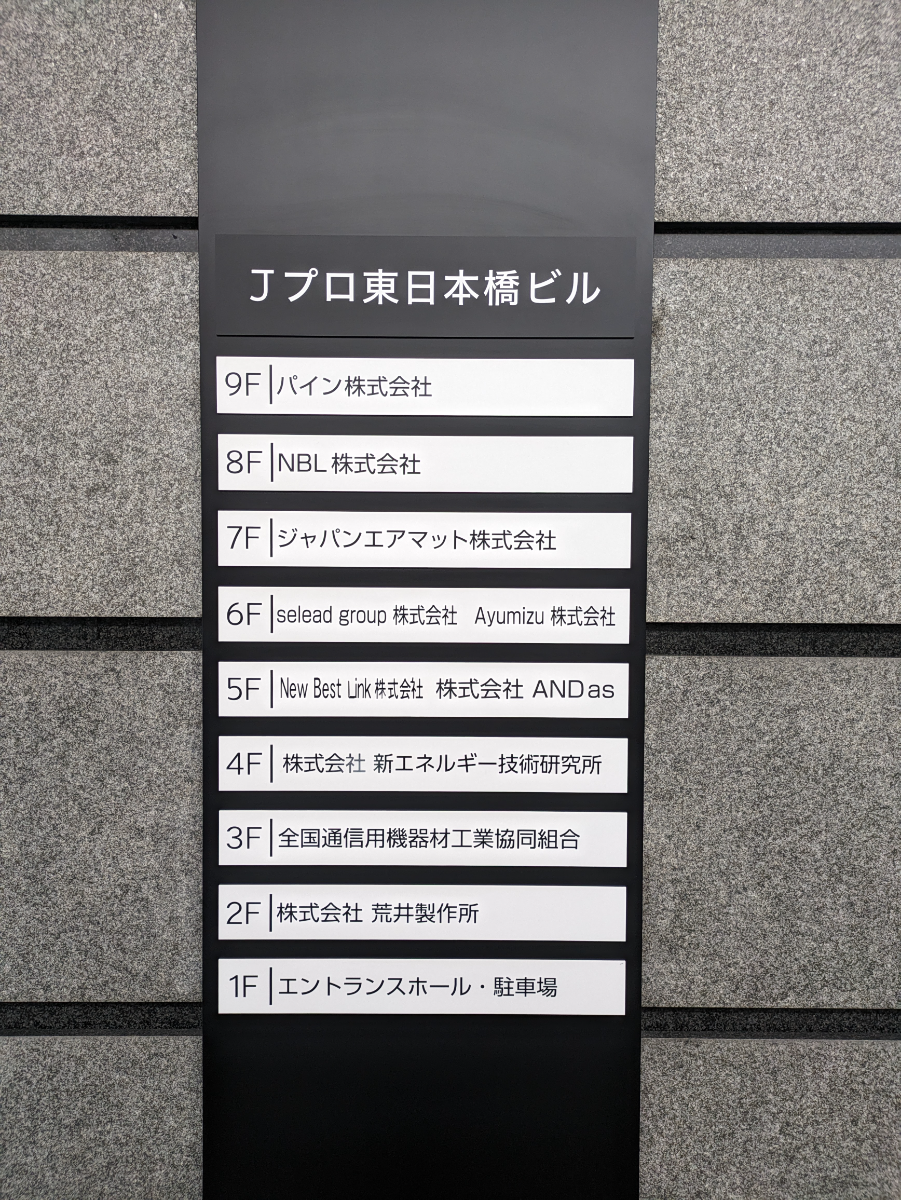 Jプロ東日本橋ビル
9F パイン株式会社
8F NBL株式会社
7F ジャパンエアマット株式会社
6F selead group 株式会社 Ayumizu 株式会社
5F New Best Link 株式会社 株式会社 ANDas
4F 株式会社 新エネルギー技術研究所
3F 全国通信用機器材工業協同組合
2F 株式会社 荒井製作所
1F エントランスホール・駐車場